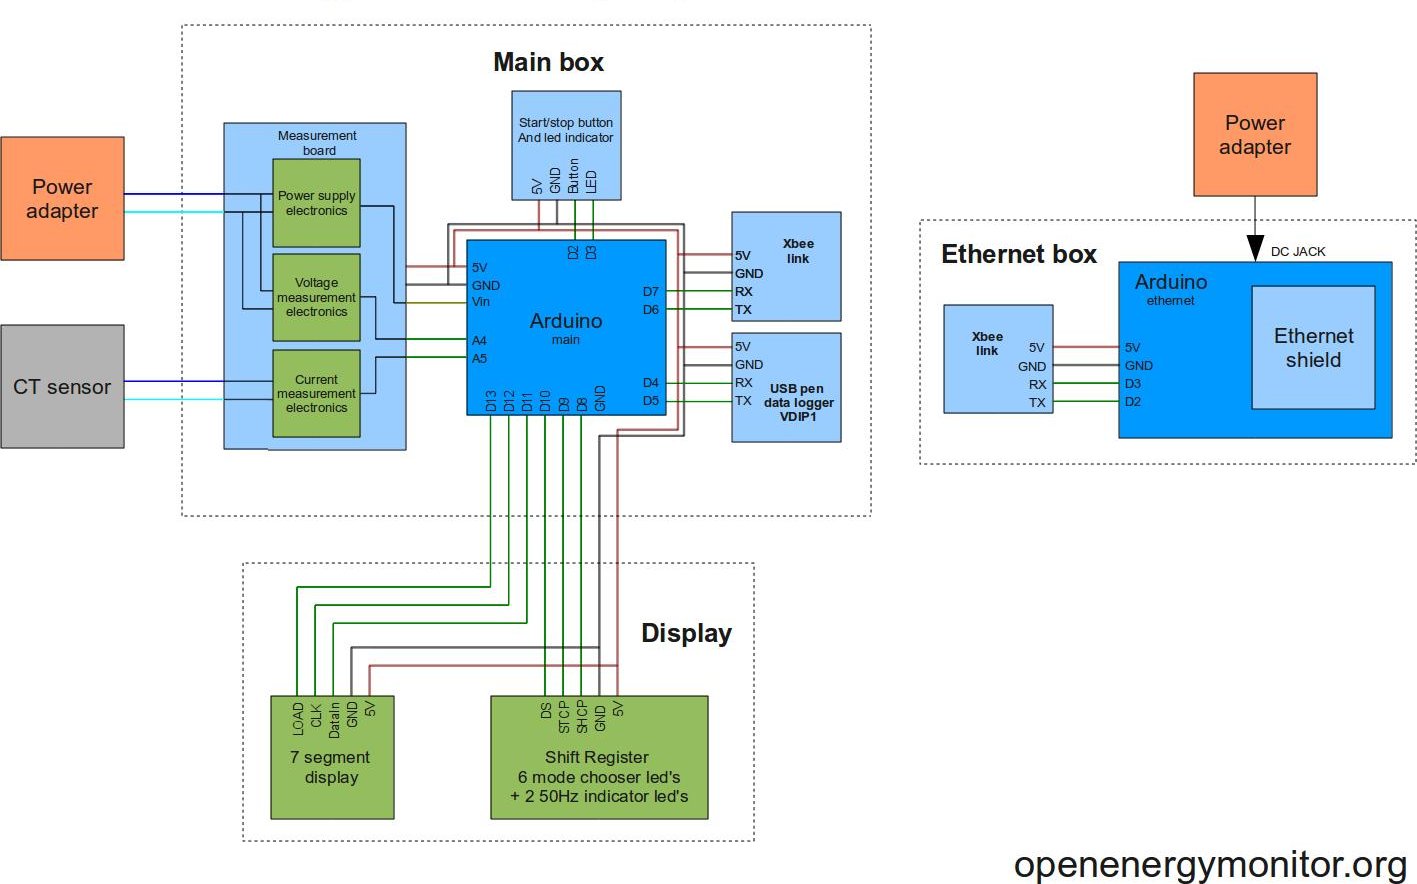 Main box
Measurement
board
Power supply
electronics
Voltage
measurement
electronics
Current
measurement
electronics
Power
adapter
CT sensor
Start/stop button
And led indicator
5V
GND
Button
LED
Arduino
main
5V
GND
Vin
A4
A5
D2
D3
D7
D6
D4
D5
D13
D12
D11
D10
D9
D8
GND
Xbee
link
5V
GND
RX
TX
5V
GND
RX
TX
USB pen
data logger
VDIP1
Power
adapter
DC JACK
Ethernet box
Xbee
link
5V
GND
RX
TX
Arduino
ethernet
5V
GND
D3
D2
Ethernet
shield
Display
LOAD
CLK
DataIn
GND
5V
7 segment
display
DS
STCP
SHCP
GND
5V
Shift Register
6 mode chooser led's
+ 2 50Hz indicator led's
openenergymonitor.org